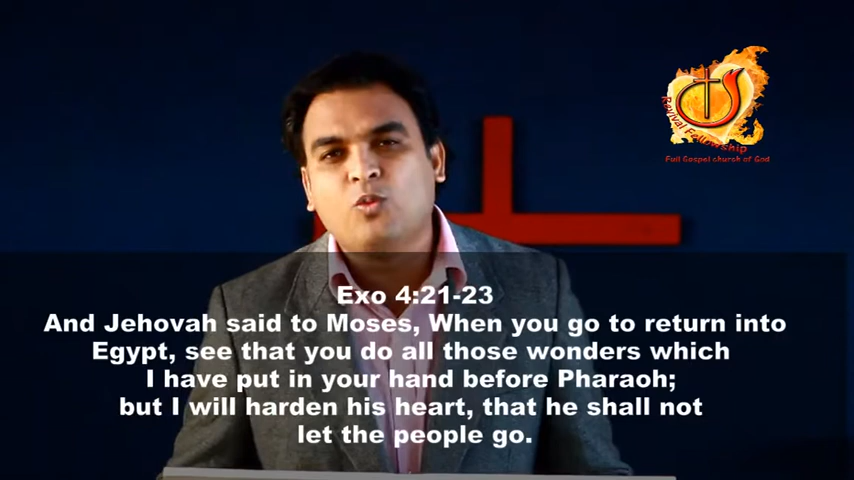 Revival Fellowship
Full Gospel church of God
Exo 4:21-23
And Jehovah said to Moses, When you go to return into
Egypt, see that you do all those wonders which
I have put in your hand before Pharaoh;
but I will harden his heart, that he shall not
let the people go.